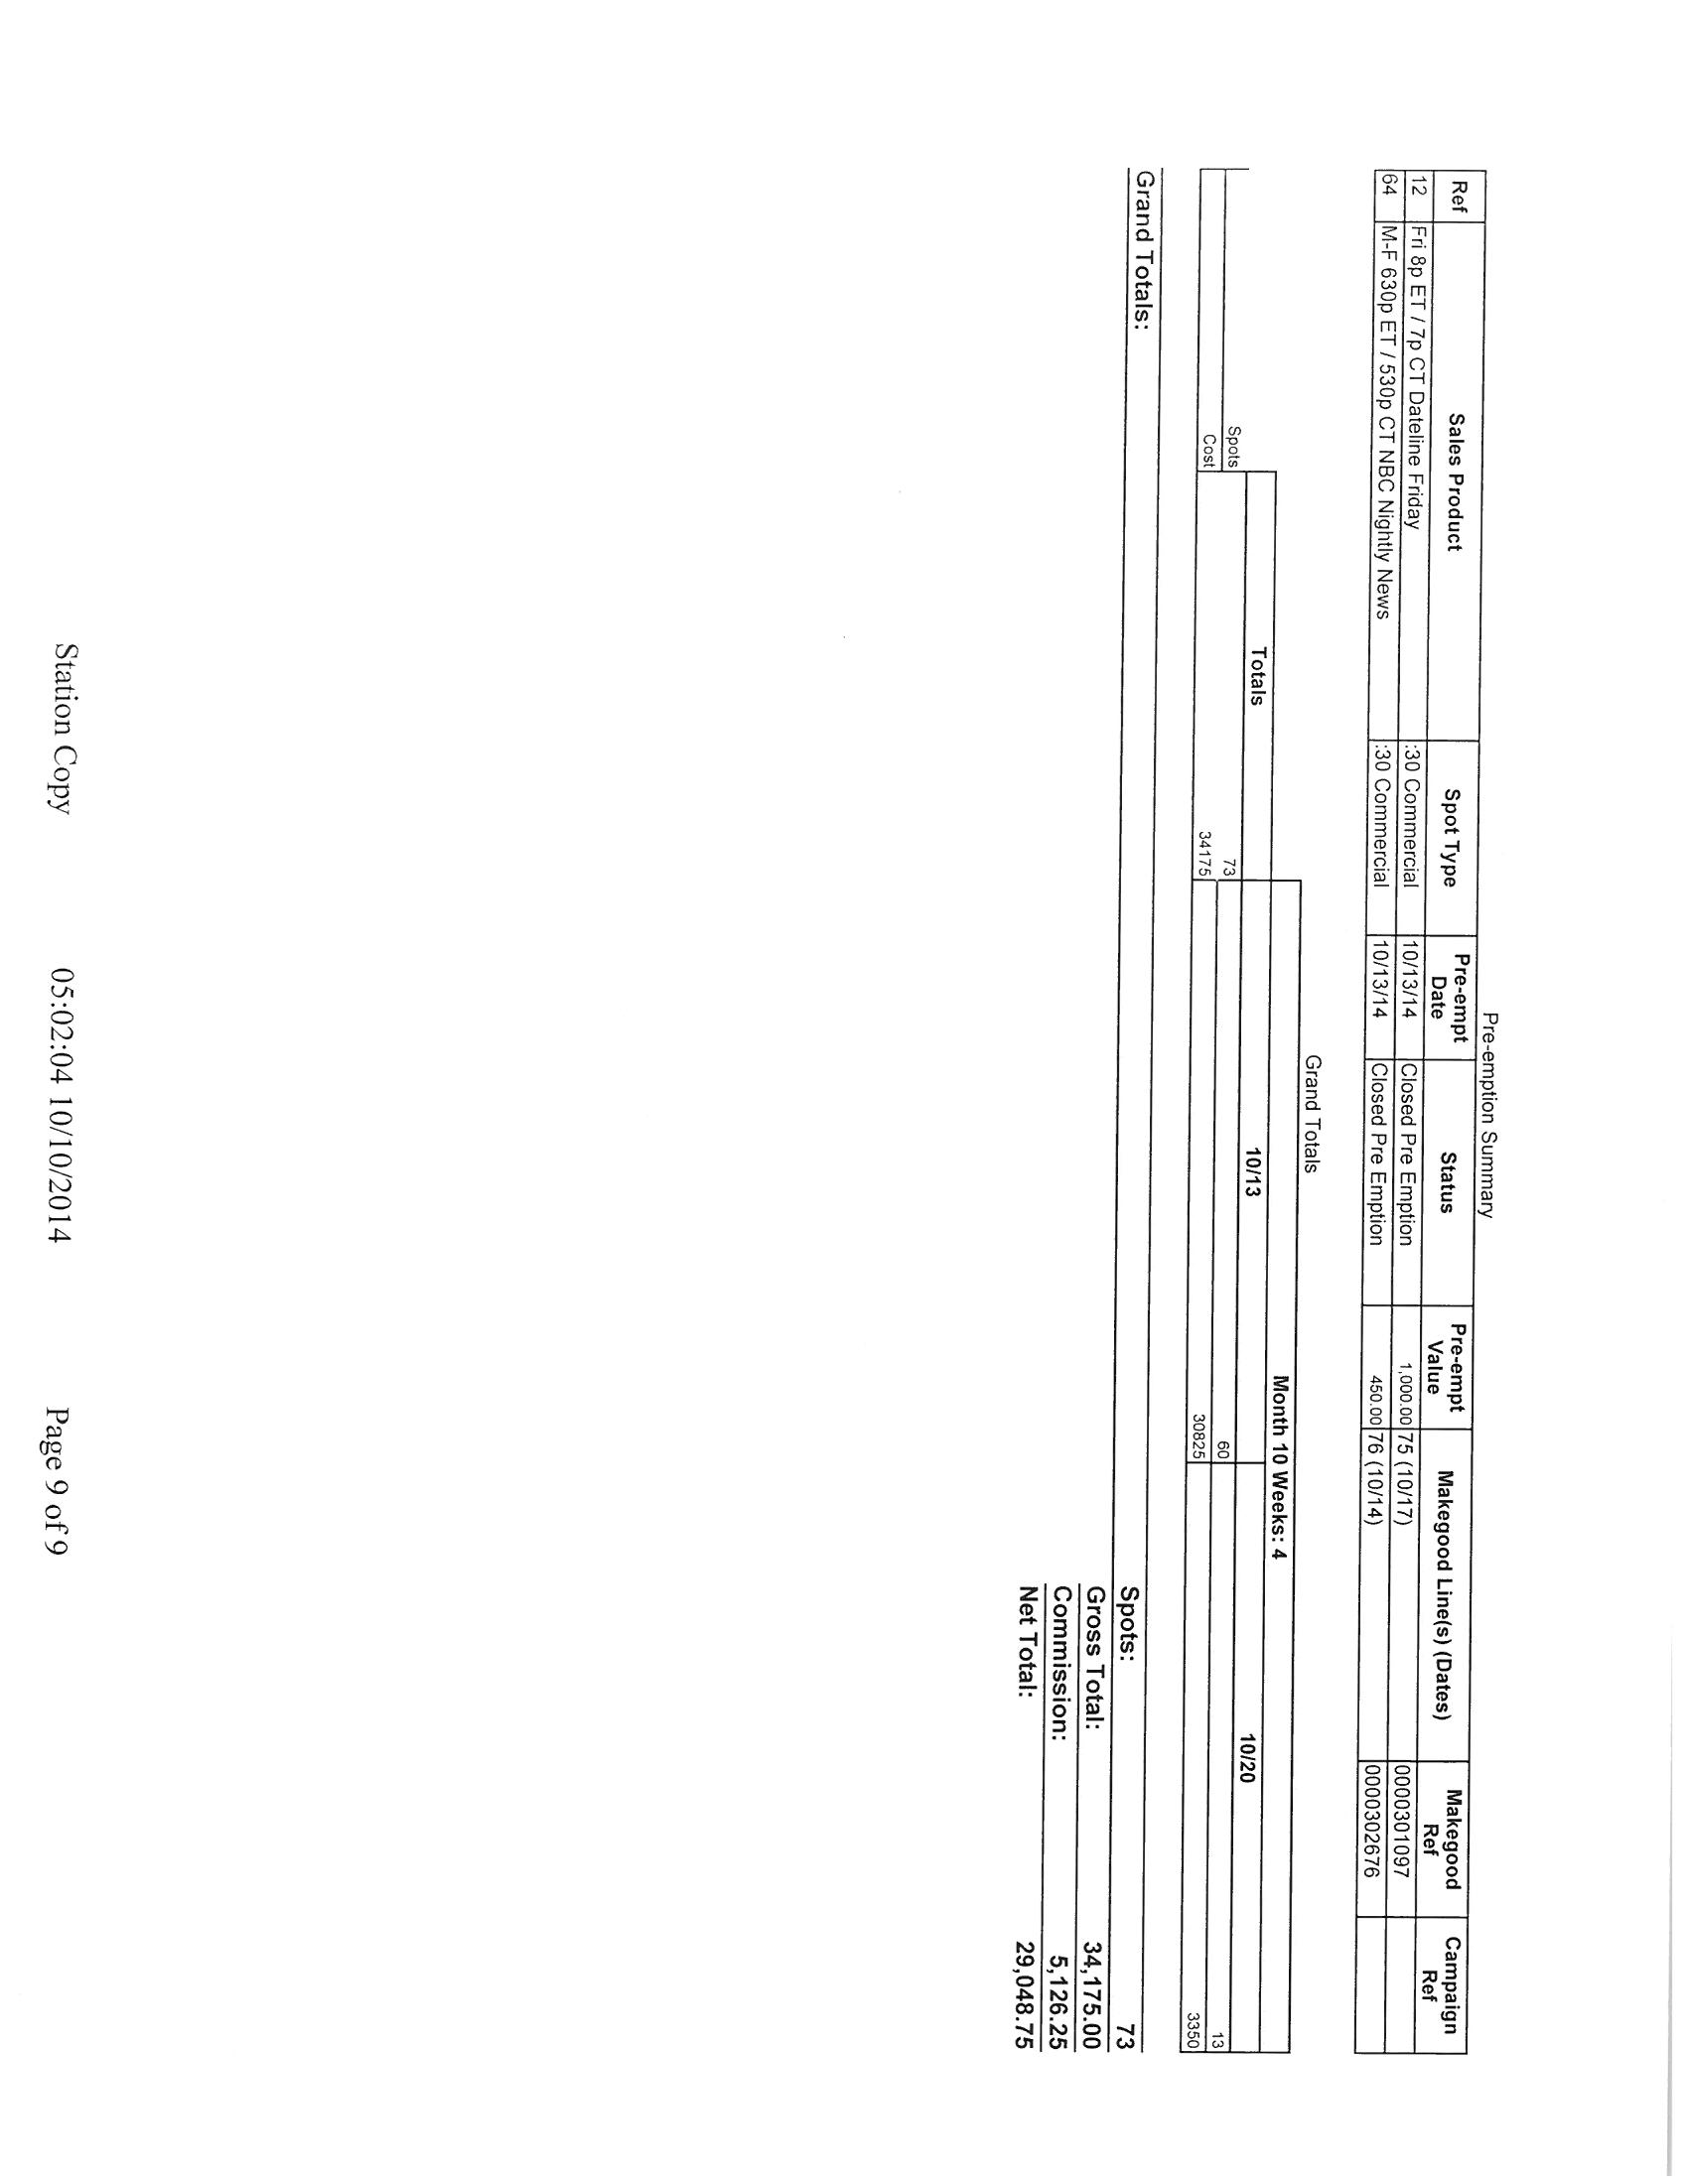 Pre-emption Summary
Ref Sales Product Spot Type Pre-empt Date Status Pre-empt Value Makegood Line(s) (Dates) Makegood Ref Campaign Ref
12 Fri 8p ET / 7p CT Dateline Friday :30 Commercial 10/13/14 Closed Pre Emption 1,000.00 75 (10/17) 0000301097
64 M-F 630p ET / 530p CT NBC Nightly News :30 Commercial 10/13/14 Closed Pre Emption 450.00 76 (10/14) 0000302676
Grand Totals
Month 10 Weeks: 4
Totals 10/13 10/20
Spots 73 60 13
Cost 34175 30825 3350
Grand Totals:
Spots: 73
Gross Total: 34,175.00
Commission: 5,126.25
Net Total: 29,048.75
Station Copy 05:02:04 10/10/2014 Page 9 of 9